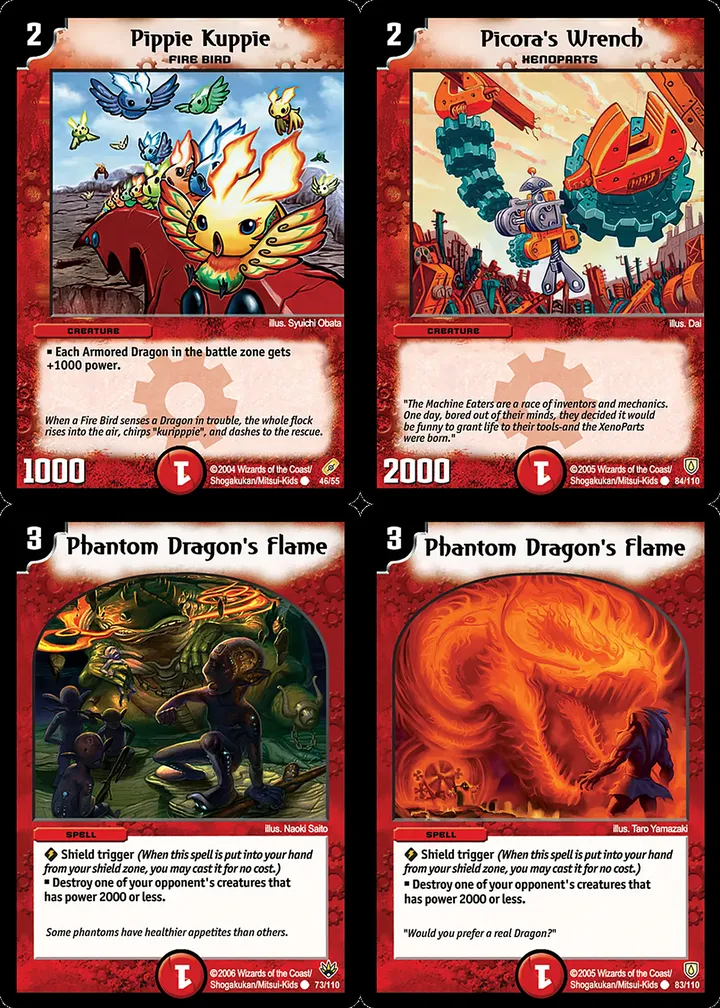 2
Pippie Kuppie
FIRE BIRD
illus. Syuichi Obata
CREATURE
▪ Each Armored Dragon in the battle zone gets
+1000 power.
When a Fire Bird senses a Dragon in trouble, the whole flock
rises into the air, chirps "kuripppie", and dashes to the rescue.
1000
1
©2004 Wizards of the Coast/
Shogakukan/Mitsui-Kids ● 46/55
2
Picora's Wrench
XENOPARTS
illus. Dai
CREATURE
"The Machine Eaters are a race of inventors and mechanics.
One day, bored out of their minds, they decided it would
be funny to grant life to their tools-and the XenoParts
were born."
2000
1
©2005 Wizards of the Coast/
Shogakukan/Mitsui-Kids ● 84/110
3
Phantom Dragon's Flame
illus. Naoki Saito
SPELL
Shield trigger (When this spell is put into your hand
from your shield zone, you may cast it for no cost.)
▪ Destroy one of your opponent's creatures that
has power 2000 or less.
Some phantoms have healthier appetites than others.
1
©2006 Wizards of the Coast/
Shogakukan/Mitsui-Kids ● 73/110
3
Phantom Dragon's Flame
illus. Taro Yamazaki
SPELL
Shield trigger (When this spell is put into your hand
from your shield zone, you may cast it for no cost.)
▪ Destroy one of your opponent's creatures that
has power 2000 or less.
"Would you prefer a real Dragon?"
1
©2005 Wizards of the Coast/
Shogakukan/Mitsui-Kids ● 83/110